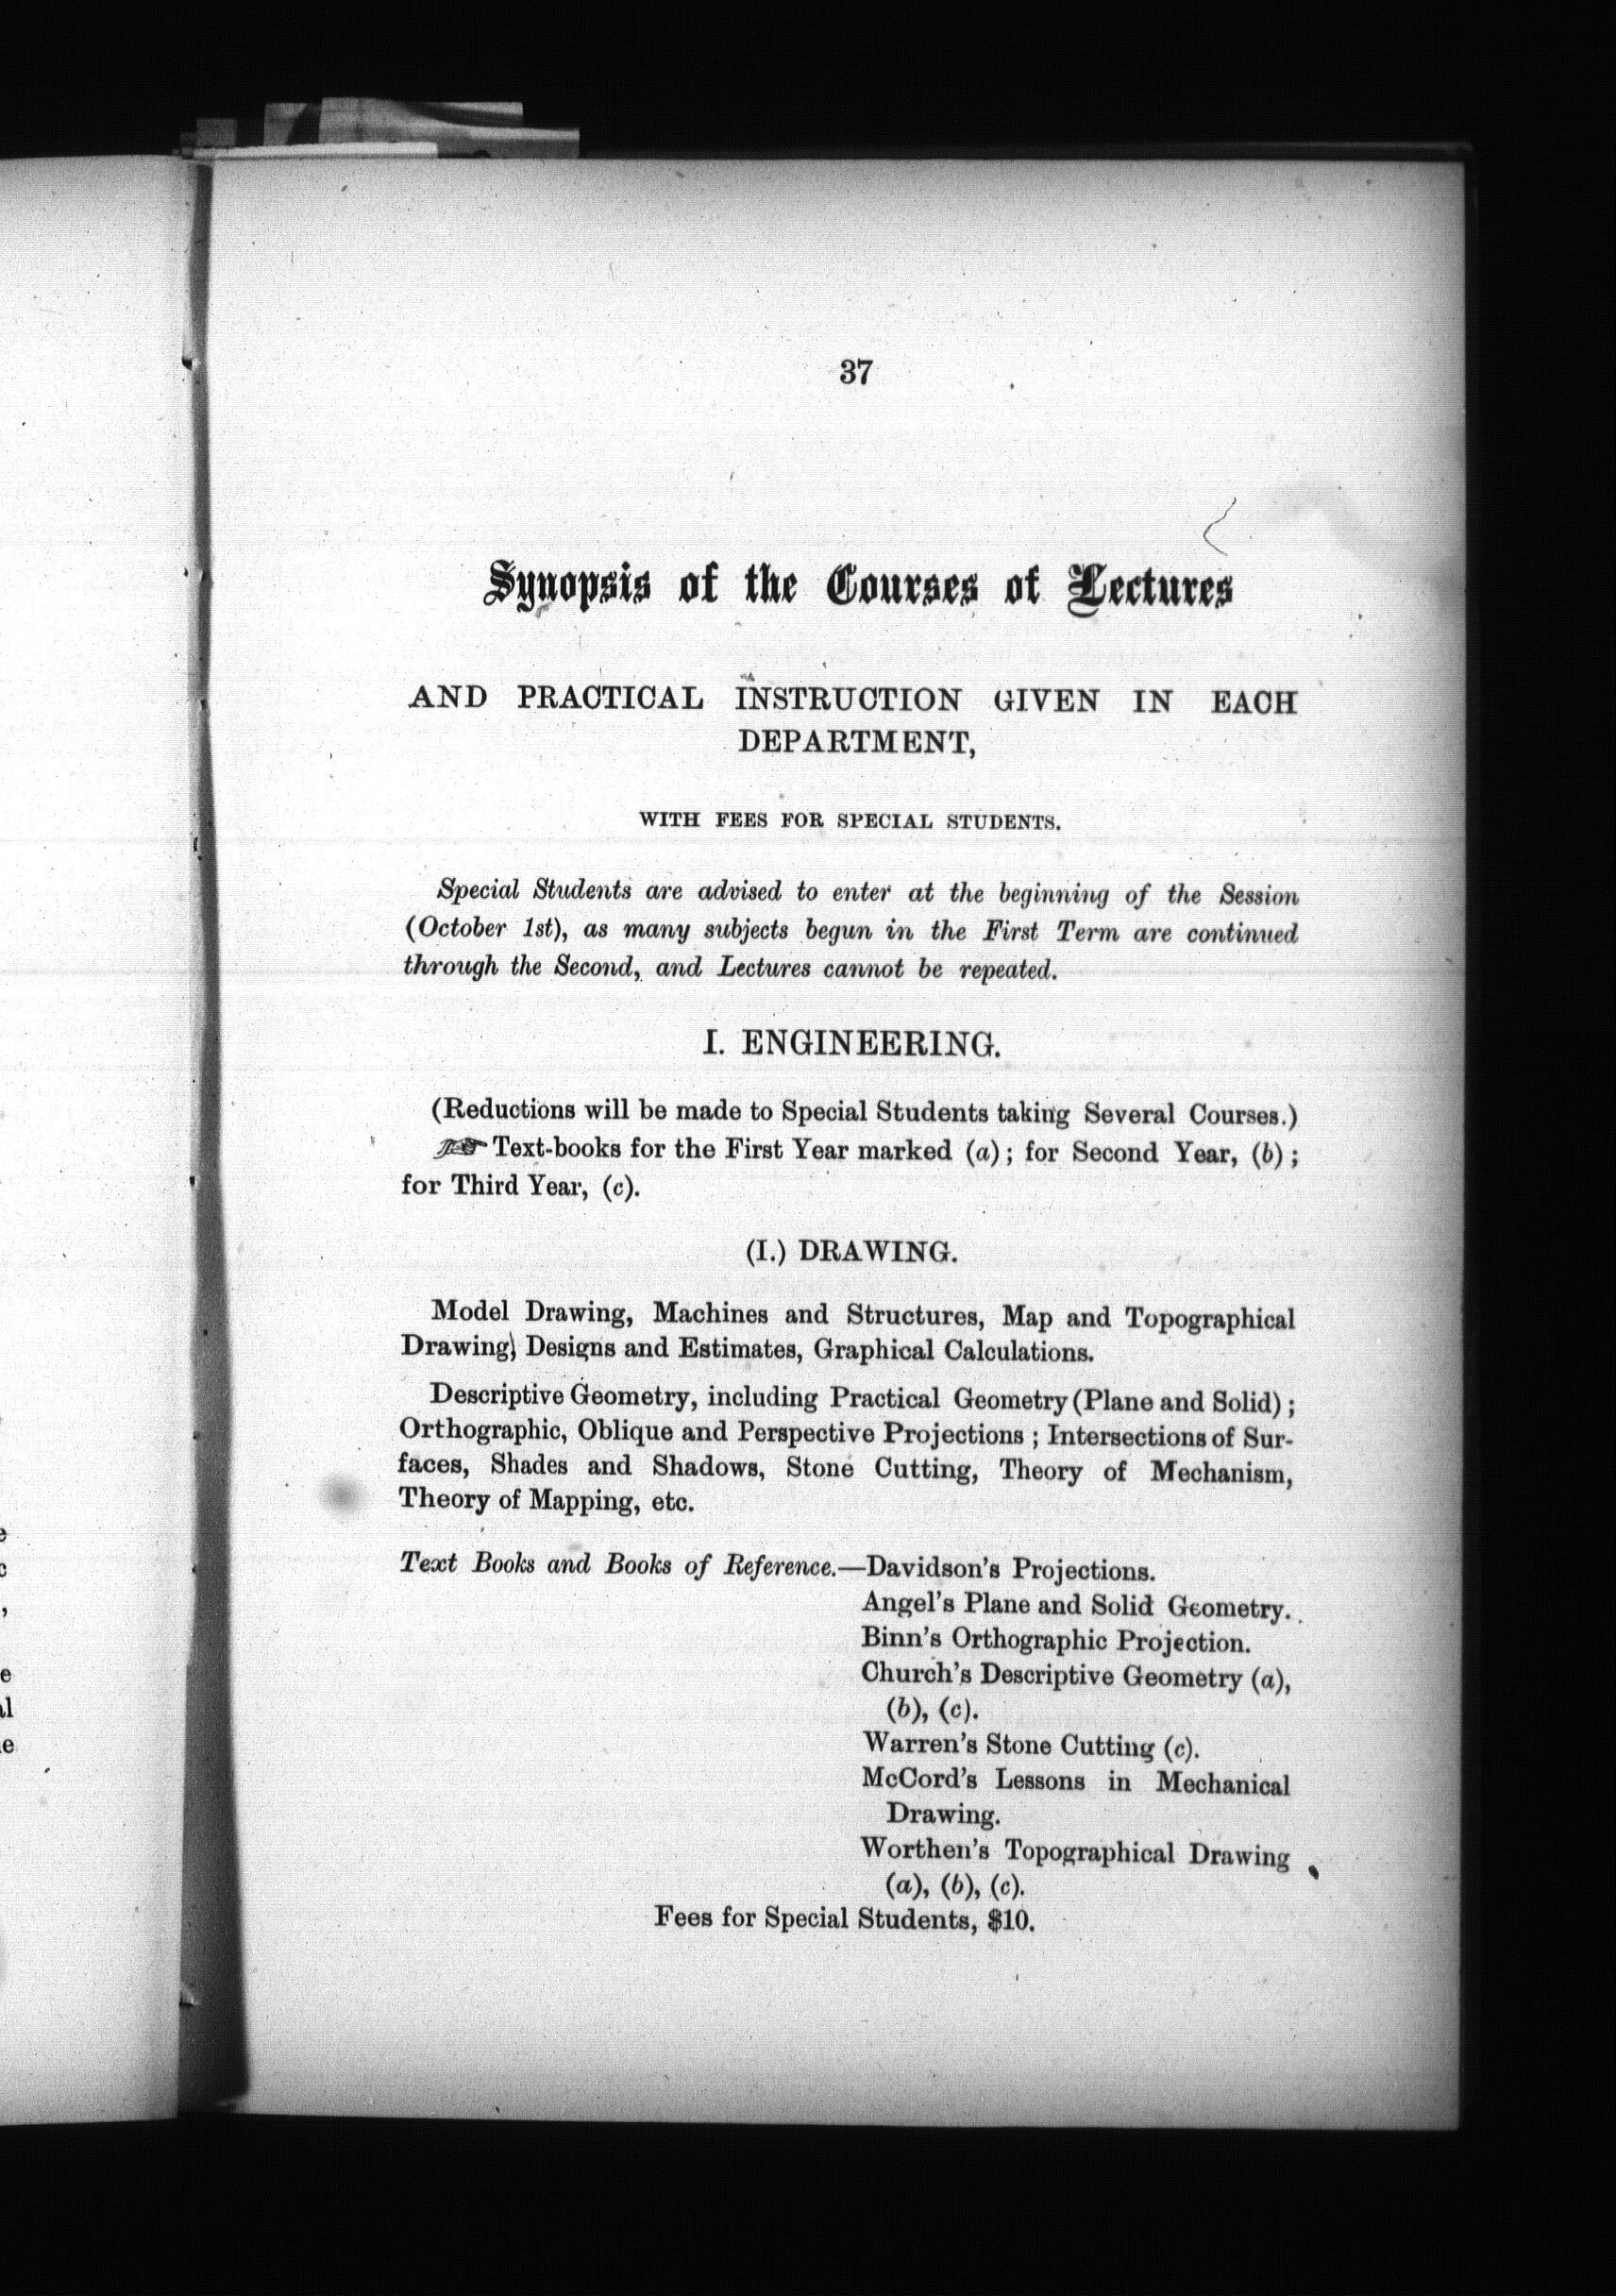 37
Synopsis of the Courses of Lectures
AND PRACTICAL INSTRUCTION GIVEN IN EACH
DEPARTMENT,
WITH FEES FOR SPECIAL STUDENTS.
Special Students are advised to enter at the beginning of the Session
(October 1st), as many subjects begun in the First Term are continued
through the Second, and Lectures cannot be repeated.
I. ENGINEERING.
(Reductions will be made to Special Students taking Several Courses.)
☞ Text-books for the First Year marked (a); for Second Year, (b);
for Third Year, (c).
(I.) DRAWING.
Model Drawing, Machines and Structures, Map and Topographical
Drawing, Designs and Estimates, Graphical Calculations.
Descriptive Geometry, including Practical Geometry (Plane and Solid);
Orthographic, Oblique and Perspective Projections; Intersections of Sur-
faces, Shades and Shadows, Stone Cutting, Theory of Mechanism,
Theory of Mapping, etc.
Text Books and Books of Reference.—Davidson's Projections.
Angel's Plane and Solid Geometry.
Binn's Orthographic Projection.
Church's Descriptive Geometry (a),
(b), (c).
Warren's Stone Cutting (c).
McCord's Lessons in Mechanical
Drawing.
Worthen's Topographical Drawing
(a), (b), (c).
Fees for Special Students, $10.